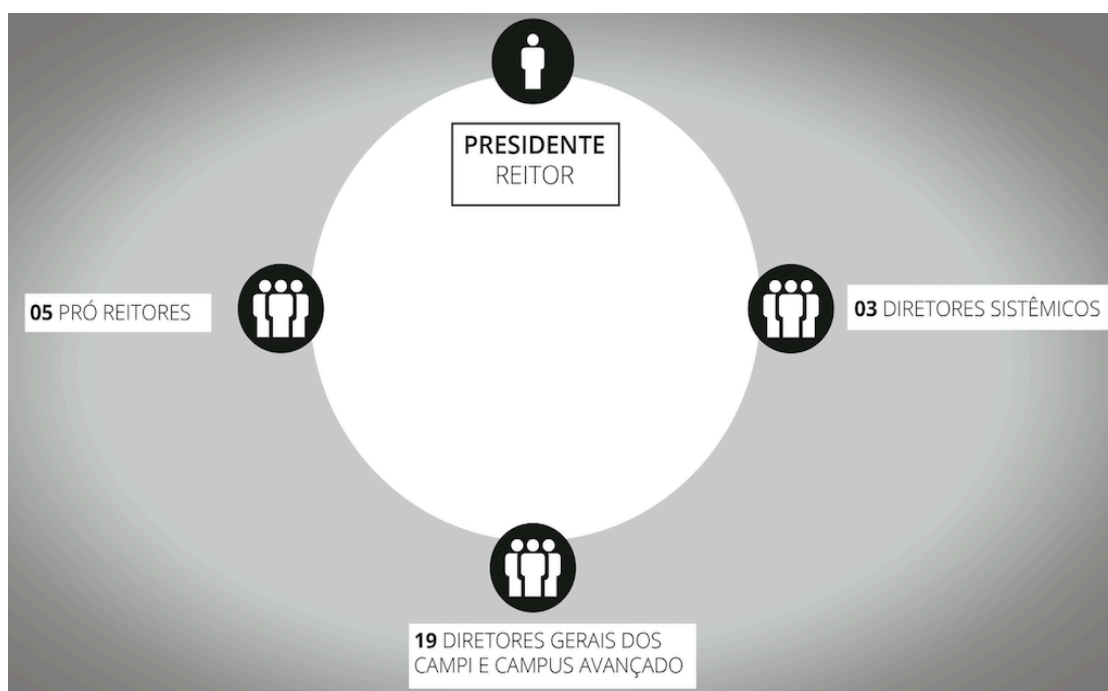 PRESIDENTE
REITOR
05 PRÓ REITORES
03 DIRETORES SISTÊMICOS
19 DIRETORES GERAIS DOS
CAMPI E CAMPUS AVANÇADO